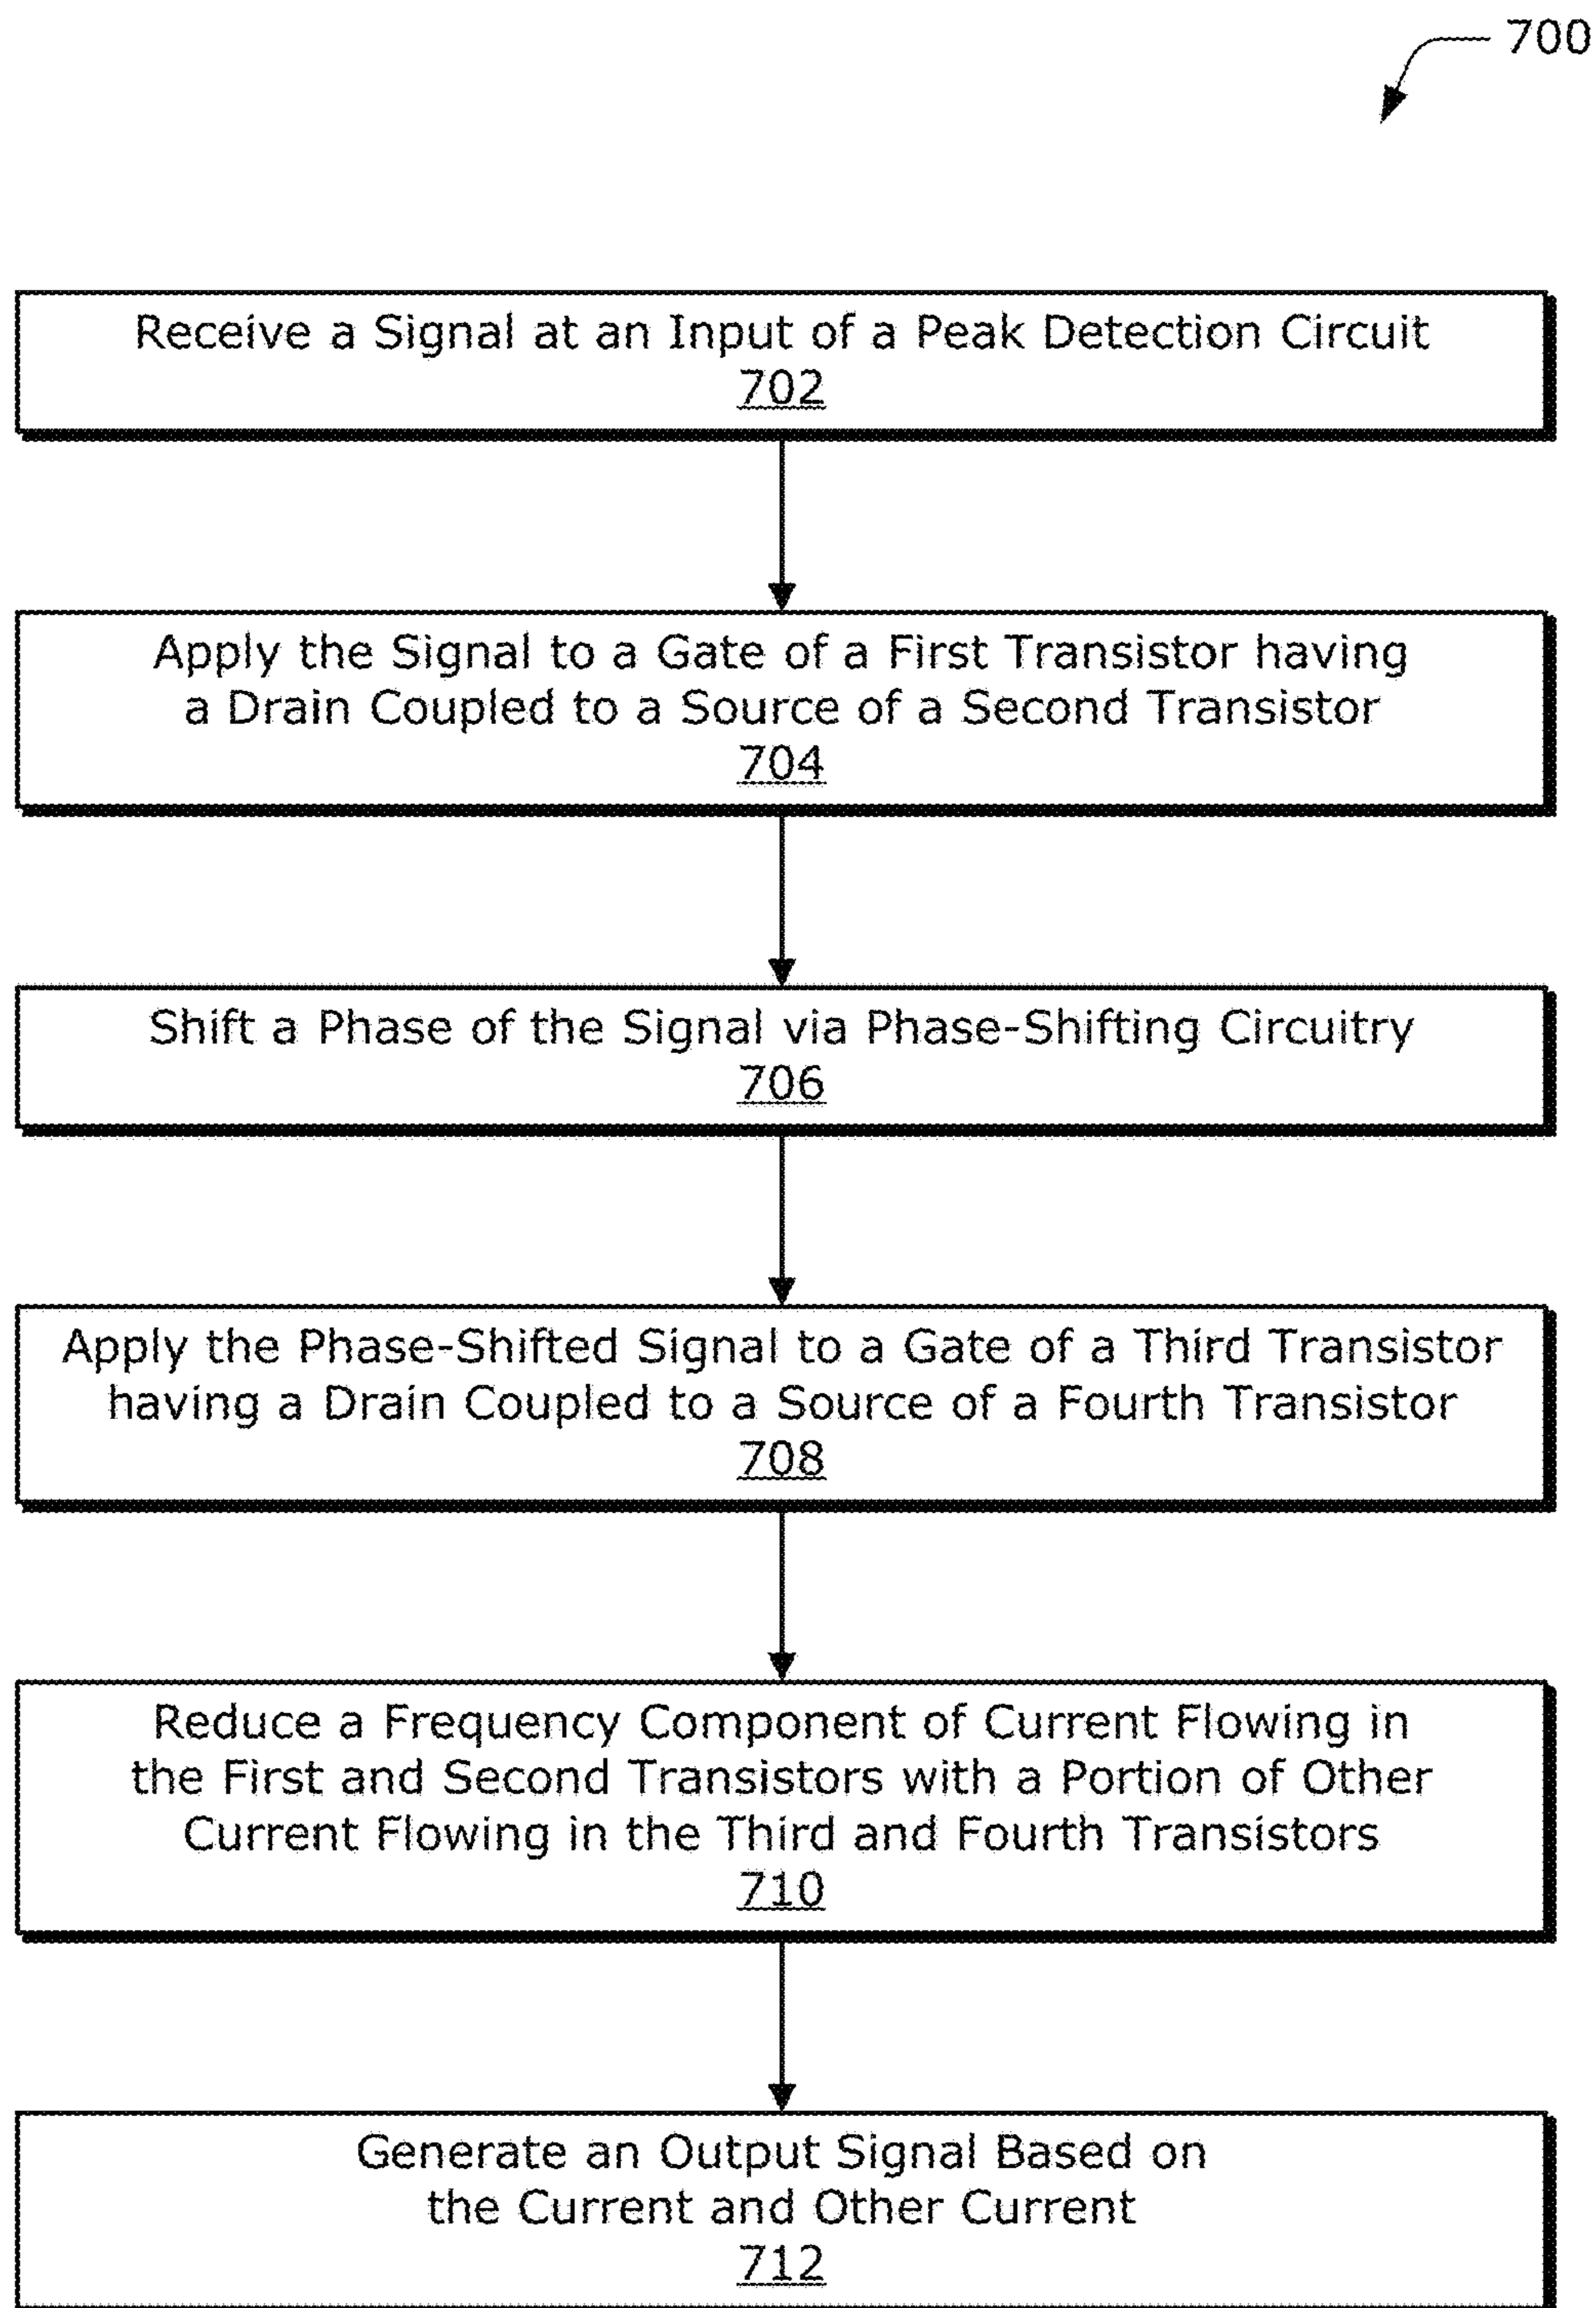 700
Receive a Signal at an Input of a Peak Detection Circuit
702
Apply the Signal to a Gate of a First Transistor having
a Drain Coupled to a Source of a Second Transistor
704
Shift a Phase of the Signal via Phase-Shifting Circuitry
706
Apply the Phase-Shifted Signal to a Gate of a Third Transistor
having a Drain Coupled to a Source of a Fourth Transistor
708
Reduce a Frequency Component of Current Flowing in
the First and Second Transistors with a Portion of Other
Current Flowing in the Third and Fourth Transistors
710
Generate an Output Signal Based on
the Current and Other Current
712